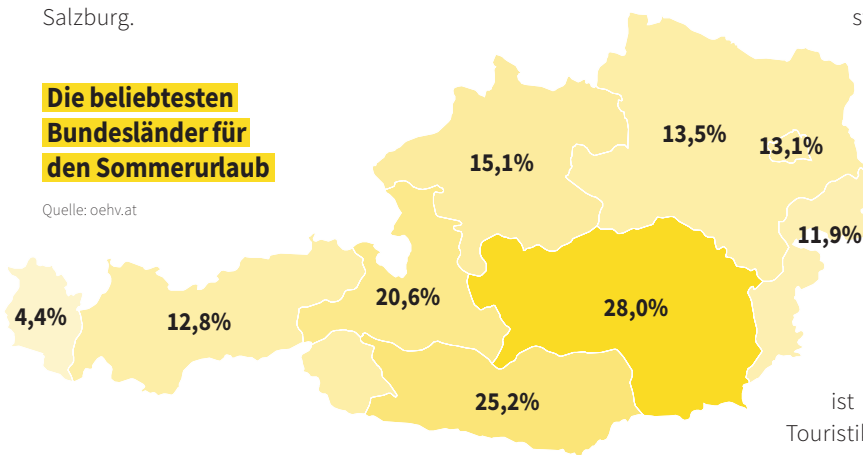 Salzburg.
s
Die beliebtesten
Bundesländer für
den Sommerurlaub
Quelle: oehv.at
13,5%
13,1%
15,1%
11,9%
20,6%
28,0%
4,4%
12,8%
25,2%
ist
Touristik